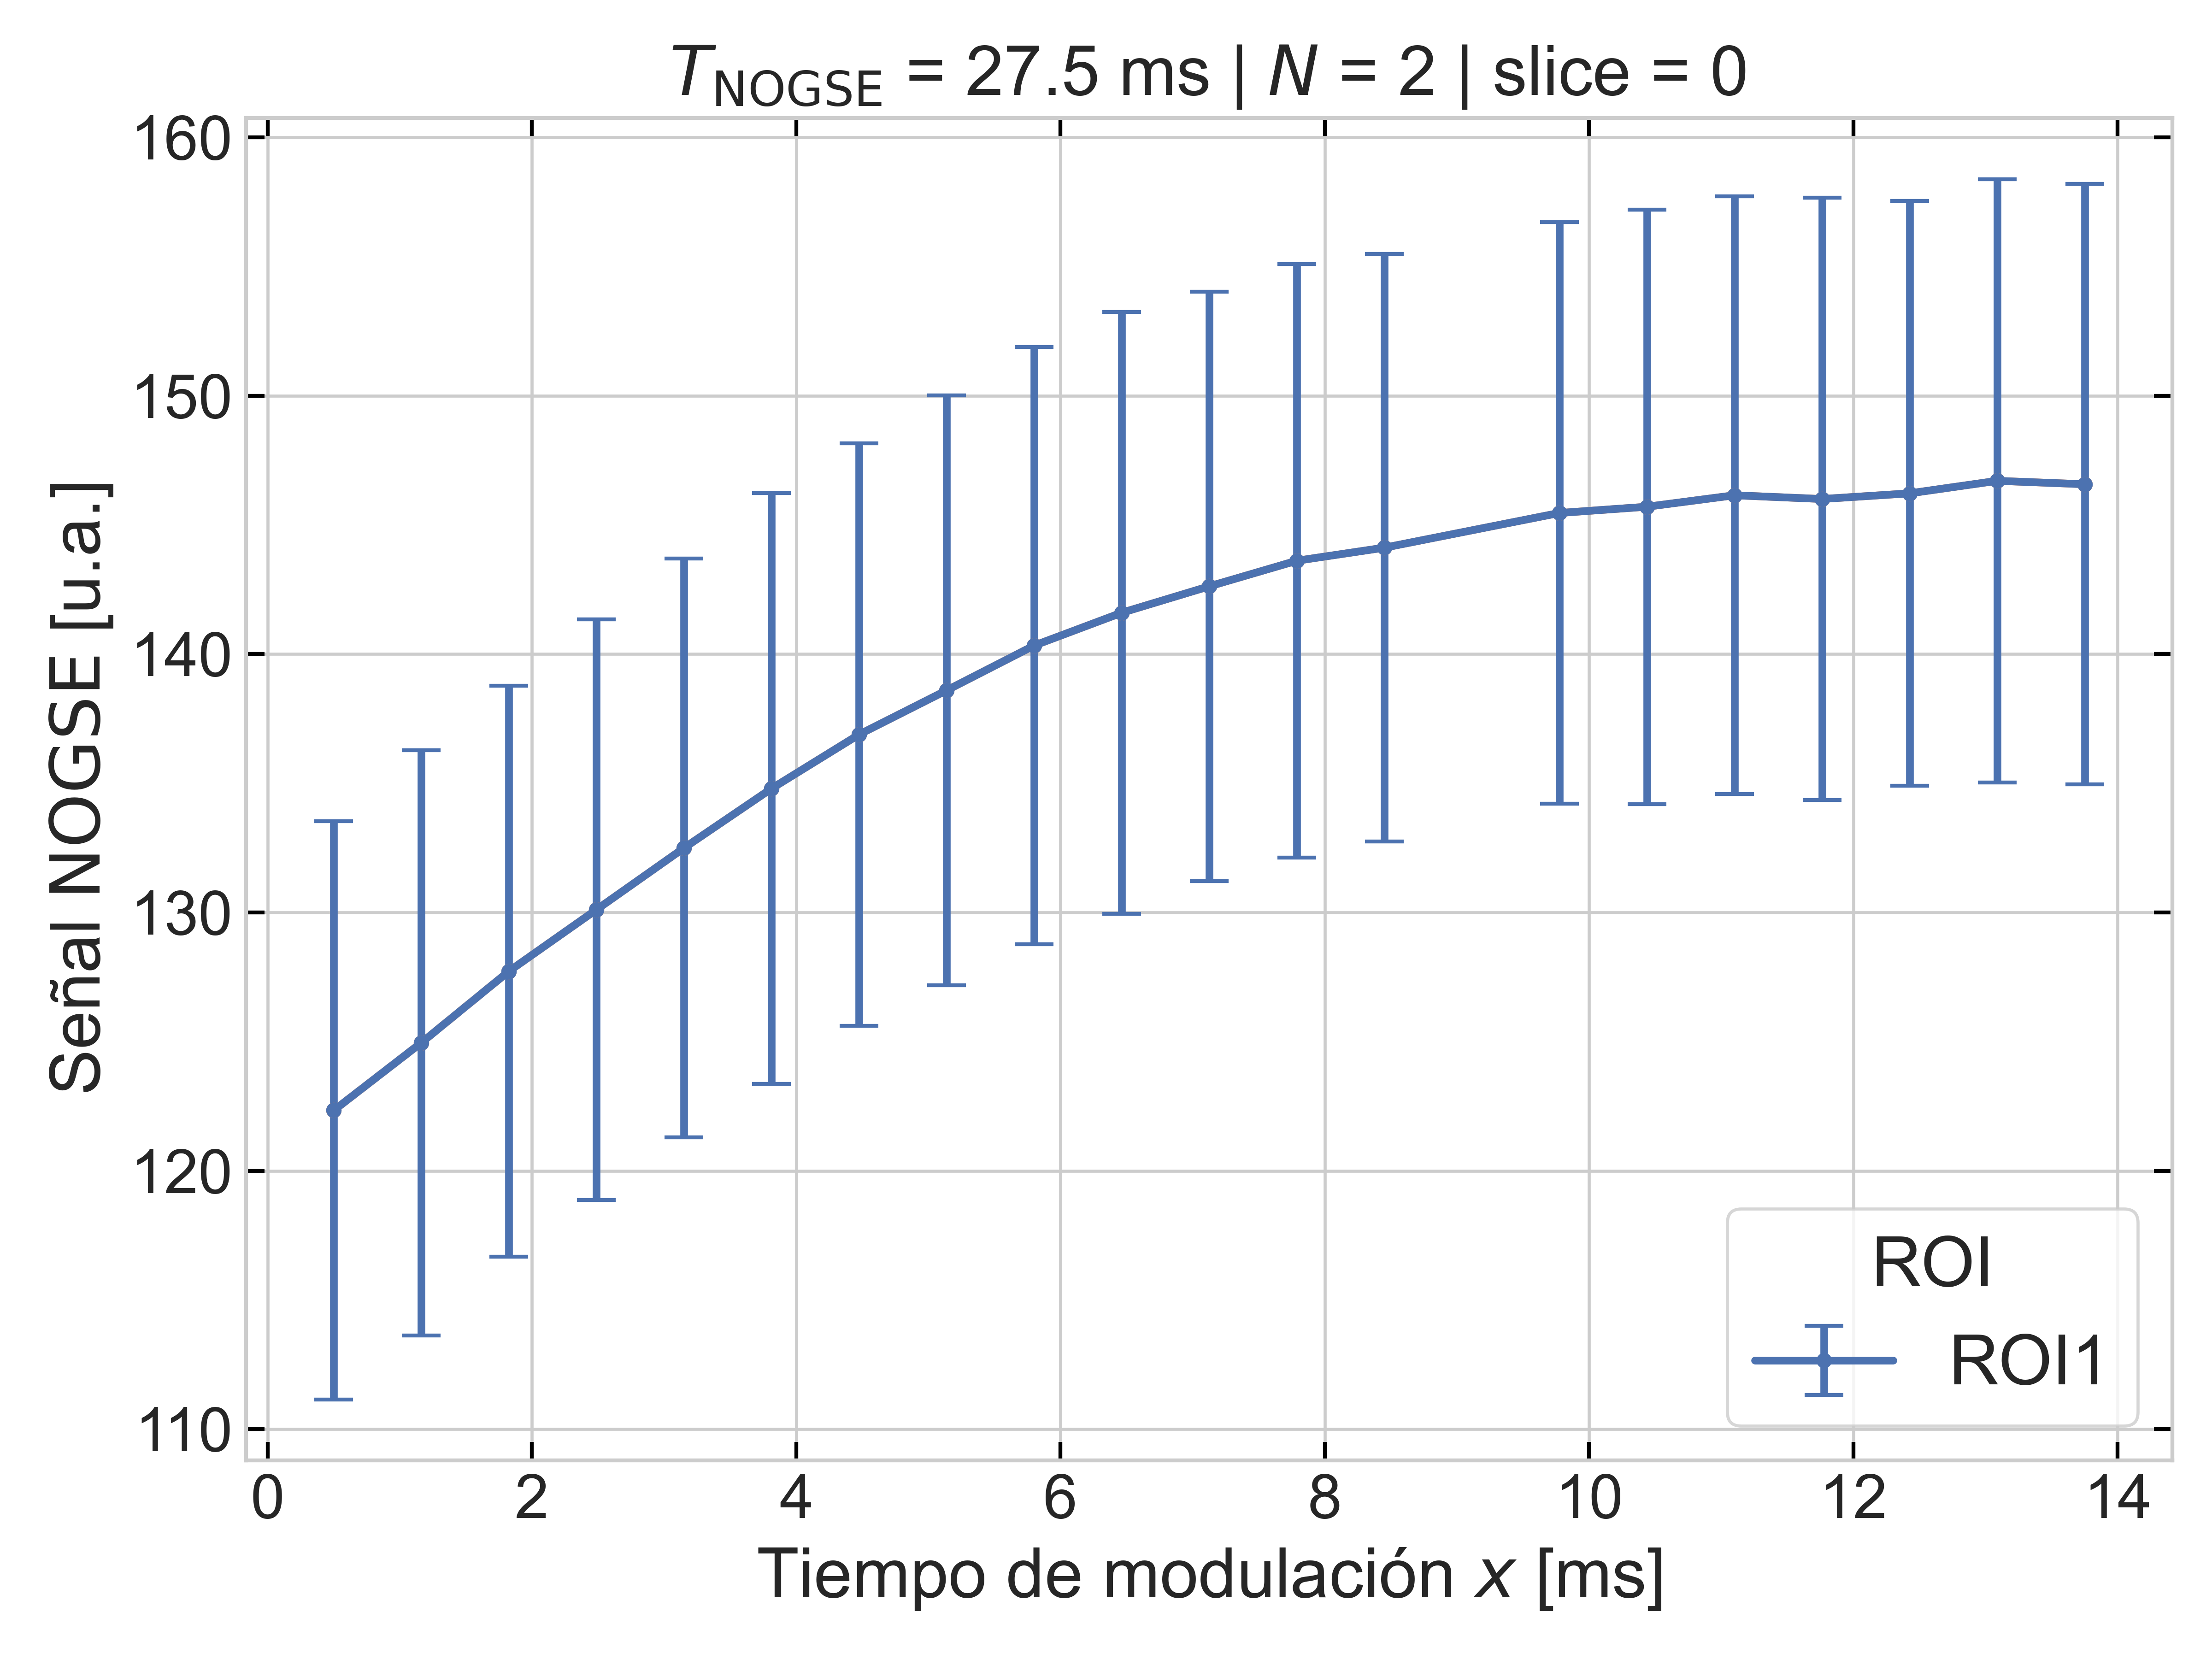 T_NOGSE = 27.5 ms | N = 2 | slice = 0
160
150
140
130
120
110
Señal NOGSE [u.a.]
ROI
ROI1
0 2 4 6 8 10 12 14
Tiempo de modulación x [ms]